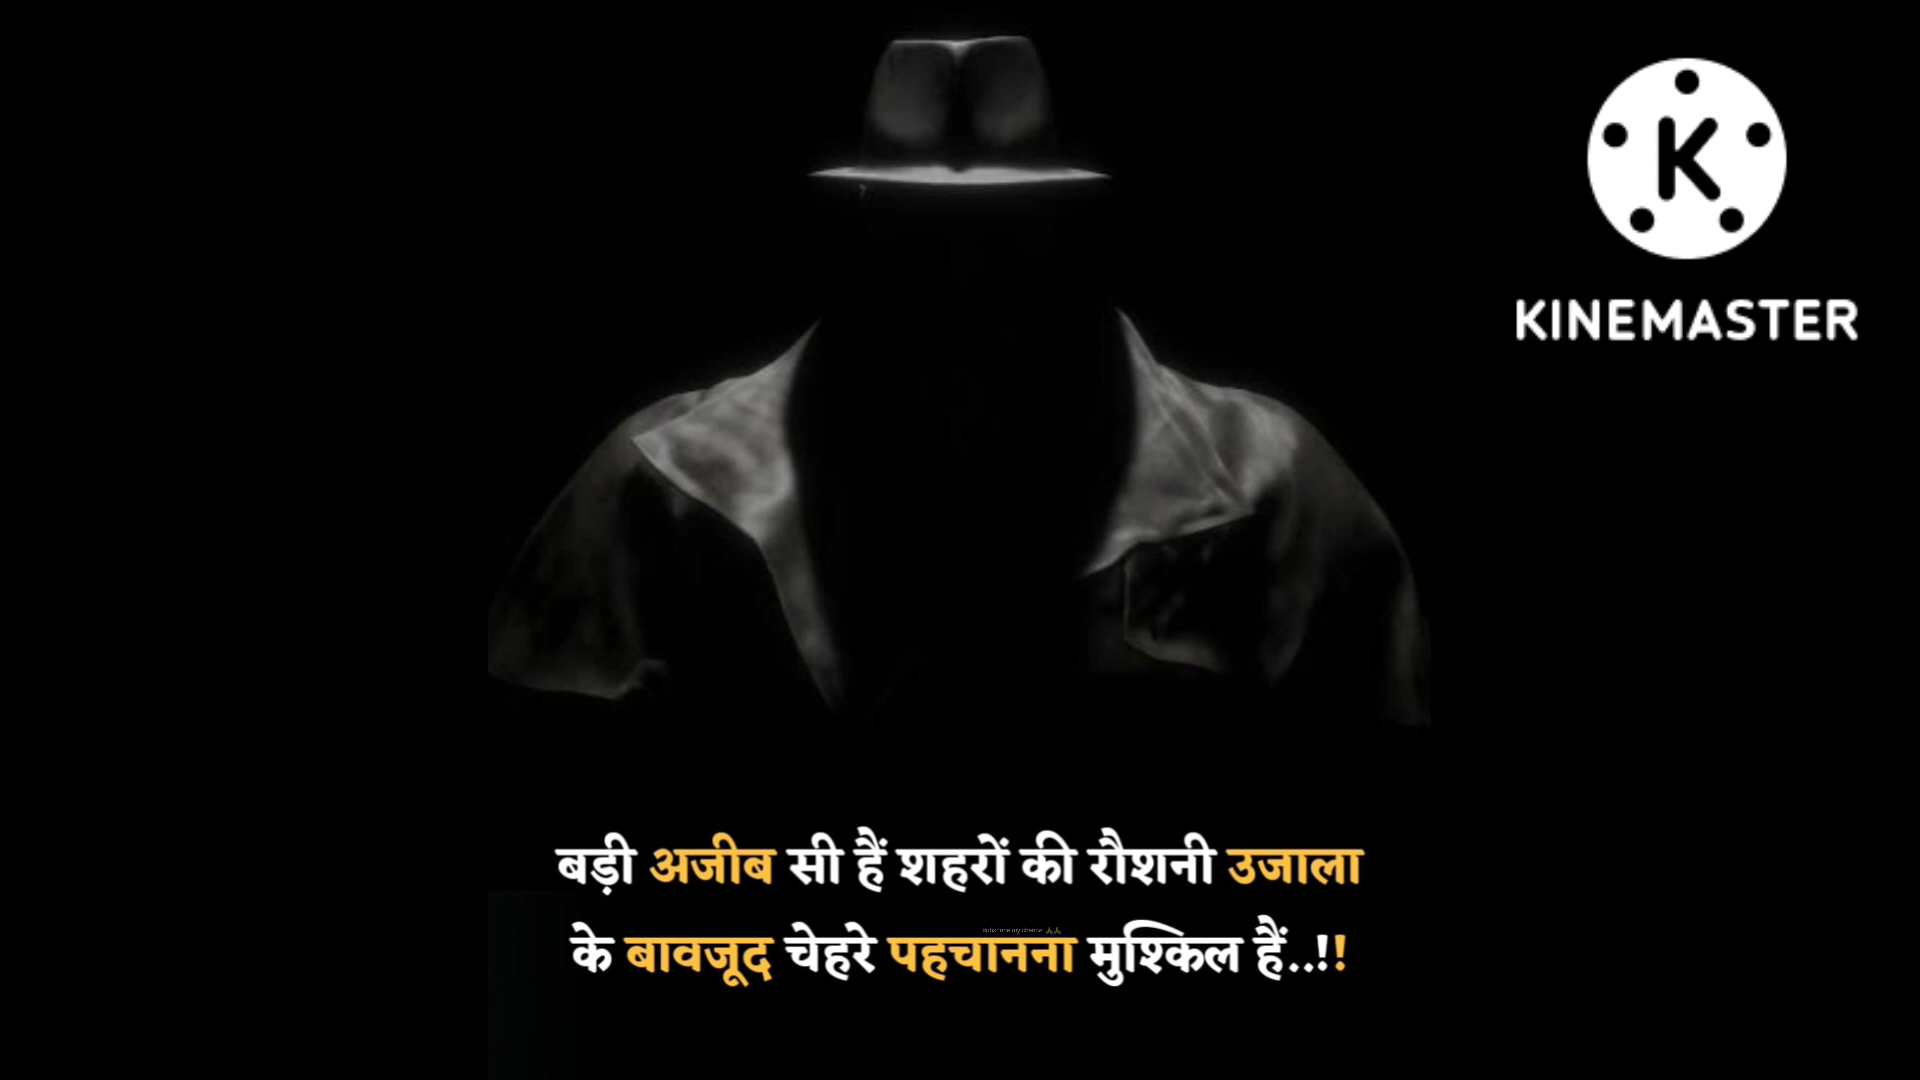 K
KINEMASTER
बड़ी अजीब सी हैं शहरों की रौशनी उजाला
के बावजूद चेहरे पहचानना मुश्किल हैं..!!